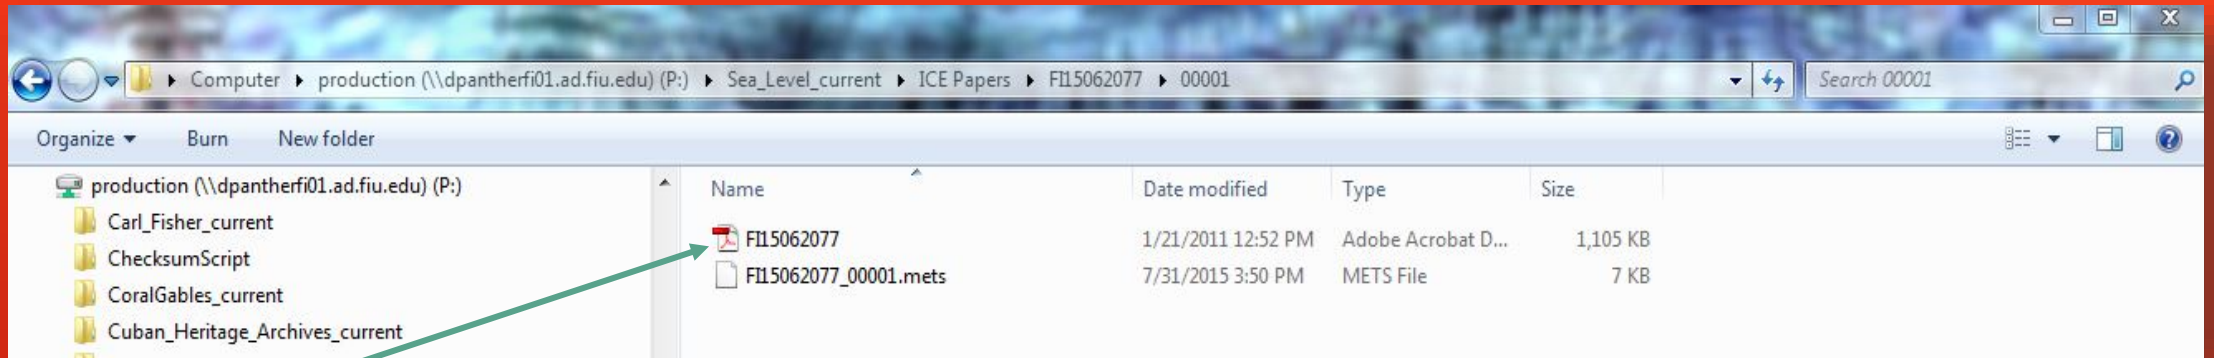 Computer production (\\dpantherfi01.ad.fiu.edu) (P:) Sea_Level_current ICE Papers FI15062077 00001 Search 00001
Organize Burn New folder
production (\\dpantherfi01.ad.fiu.edu) (P:)
Carl_Fisher_current
ChecksumScript
CoralGables_current
Cuban_Heritage_Archives_current
Name Date modified Type Size
FI15062077 1/21/2011 12:52 PM Adobe Acrobat D... 1,105 KB
FI15062077_00001.mets 7/31/2015 3:50 PM METS File 7 KB